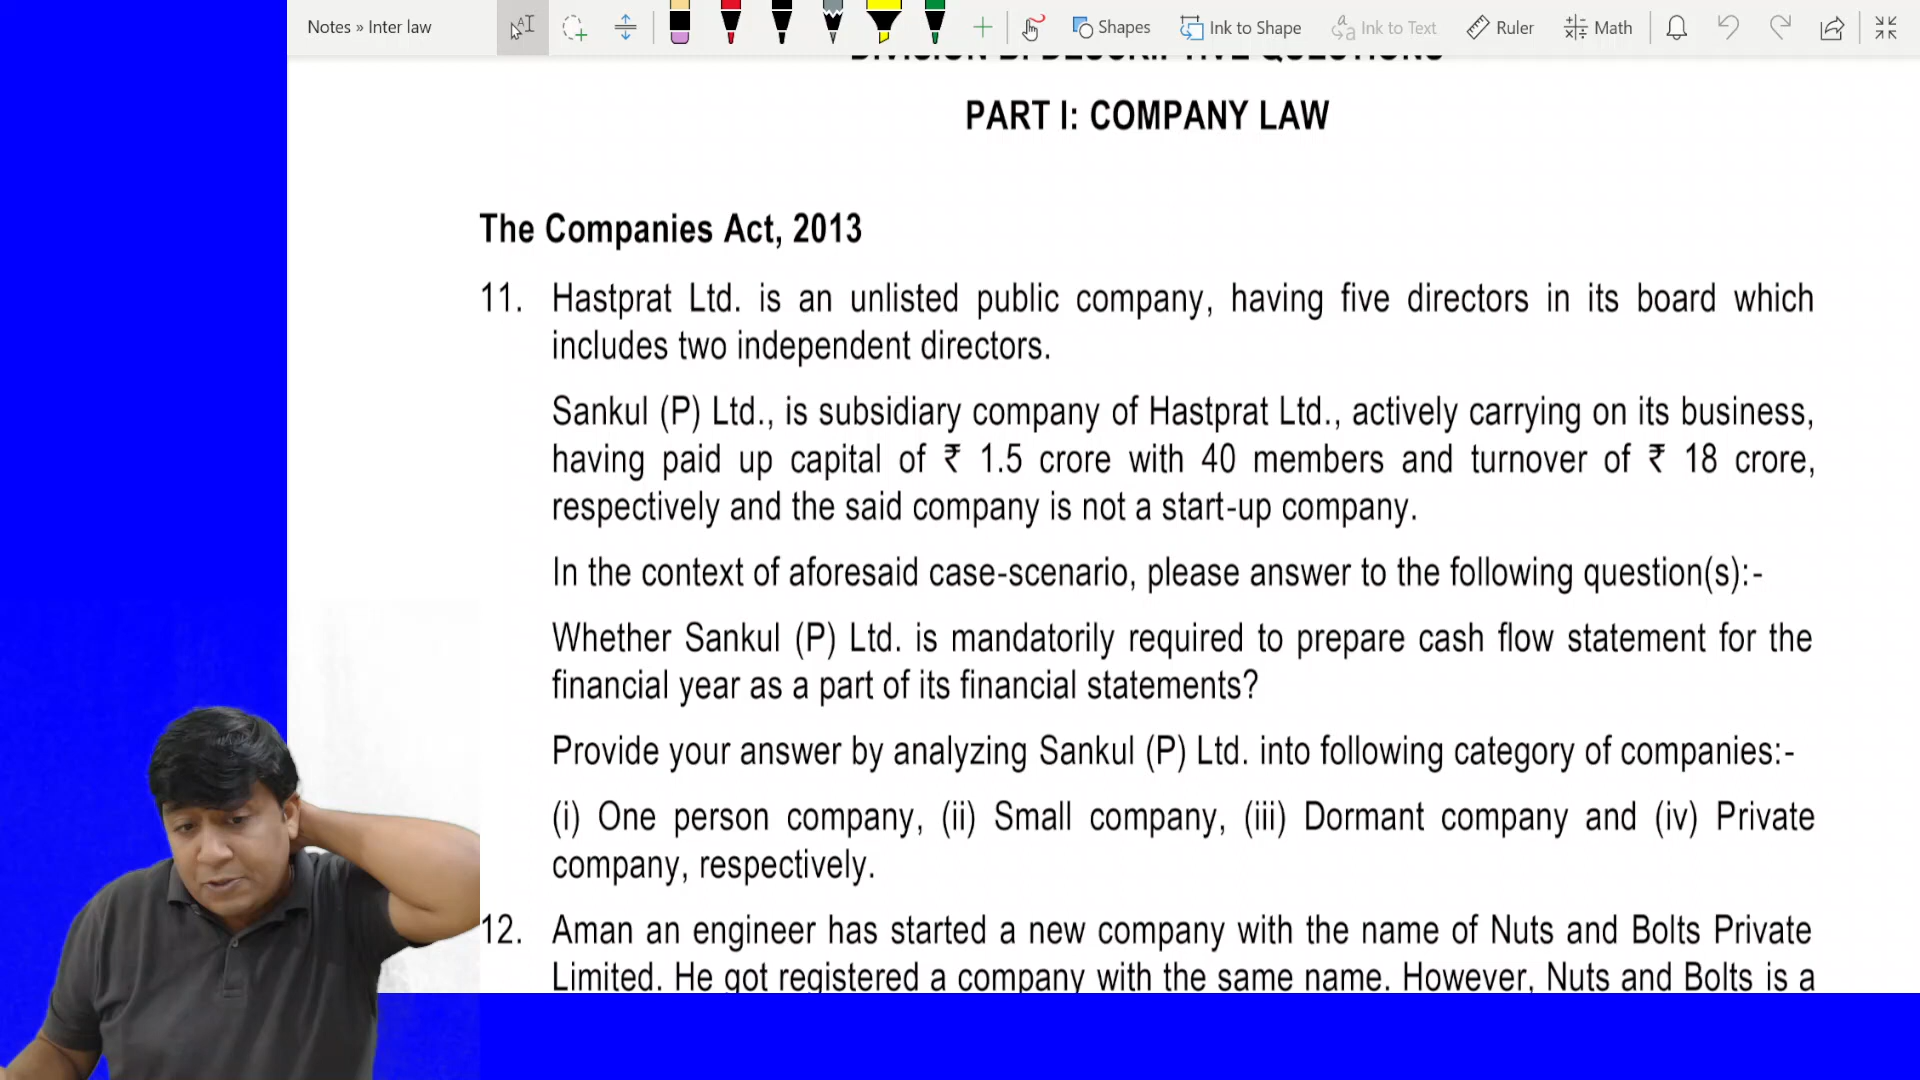 Notes » Inter law
Shapes
Ink to Shape
Ink to Text
Ruler
Math
DIVISION B: DESCRIPTIVE QUESTIONS
PART I: COMPANY LAW
The Companies Act, 2013
11. Hastprat Ltd. is an unlisted public company, having five directors in its board which
includes two independent directors.
Sankul (P) Ltd., is subsidiary company of Hastprat Ltd., actively carrying on its business,
having paid up capital of ₹ 1.5 crore with 40 members and turnover of ₹ 18 crore,
respectively and the said company is not a start-up company.
In the context of aforesaid case-scenario, please answer to the following question(s):-
Whether Sankul (P) Ltd. is mandatorily required to prepare cash flow statement for the
financial year as a part of its financial statements?
Provide your answer by analyzing Sankul (P) Ltd. into following category of companies:-
(i) One person company, (ii) Small company, (iii) Dormant company and (iv) Private
company, respectively.
12. Aman an engineer has started a new company with the name of Nuts and Bolts Private
Limited. He got registered a company with the same name. However, Nuts and Bolts is a